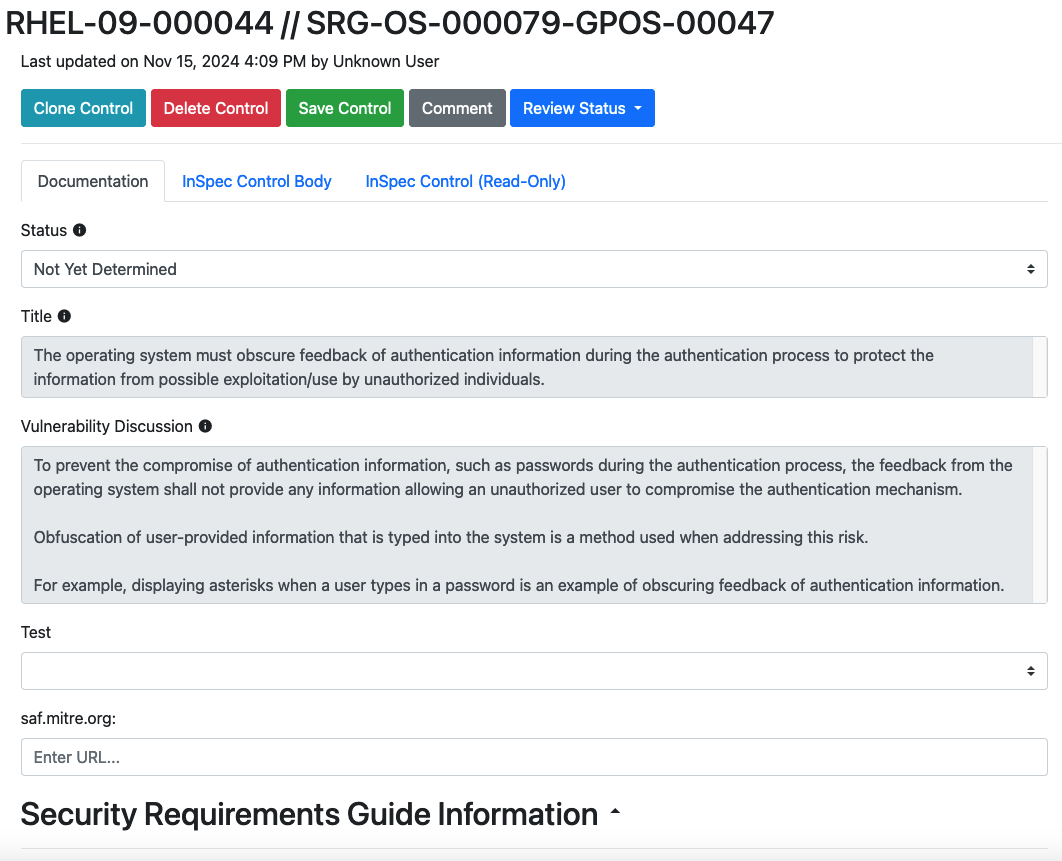 RHEL-09-000044 // SRG-OS-000079-GPOS-00047
Last updated on Nov 15, 2024 4:09 PM by Unknown User
Clone Control Delete Control Save Control Comment Review Status
Documentation InSpec Control Body InSpec Control (Read-Only)
Status
Not Yet Determined
Title
The operating system must obscure feedback of authentication information during the authentication process to protect the
information from possible exploitation/use by unauthorized individuals.
Vulnerability Discussion
To prevent the compromise of authentication information, such as passwords during the authentication process, the feedback from the
operating system shall not provide any information allowing an unauthorized user to compromise the authentication mechanism.
Obfuscation of user-provided information that is typed into the system is a method used when addressing this risk.
For example, displaying asterisks when a user types in a password is an example of obscuring feedback of authentication information.
Test
saf.mitre.org:
Enter URL...
Security Requirements Guide Information